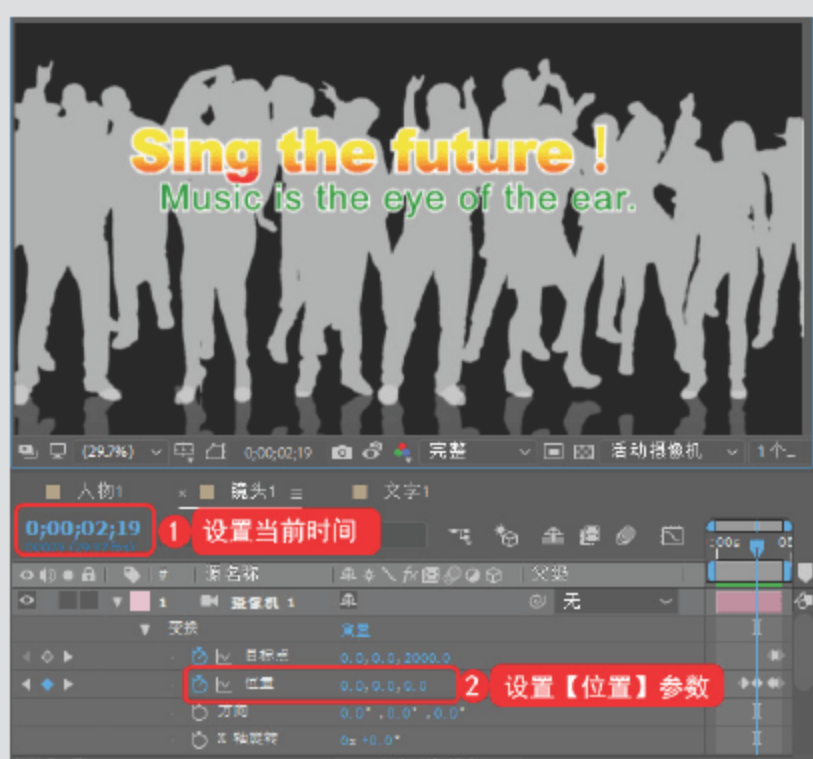 Sing the future！
Music is the eye of the ear.
(29.7%) 0;00;02;19 完整 活动摄像机 1个
人物1 × 镜头1 文字1
0;00;02;19 1 设置当前时间
:00s 05
# 源名称 父级
1 摄像机 1 无
变换 重置
目标点 0.0,0.0,2000.0
位置 0.0,0.0,0.0 2 设置【位置】参数
方向 0.0°,0.0°,0.0°
X 轴旋转 0x+0.0°